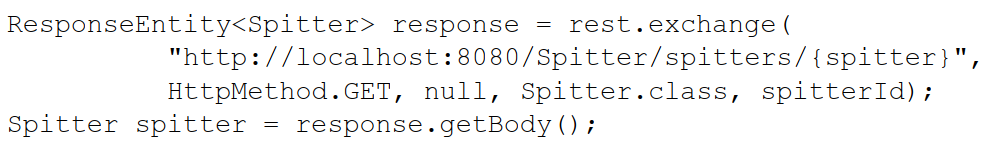 ResponseEntity<Spitter> response = rest.exchange(
"http://localhost:8080/Spitter/spitters/{spitter}",
HttpMethod.GET, null, Spitter.class, spitterId);
Spitter spitter = response.getBody();